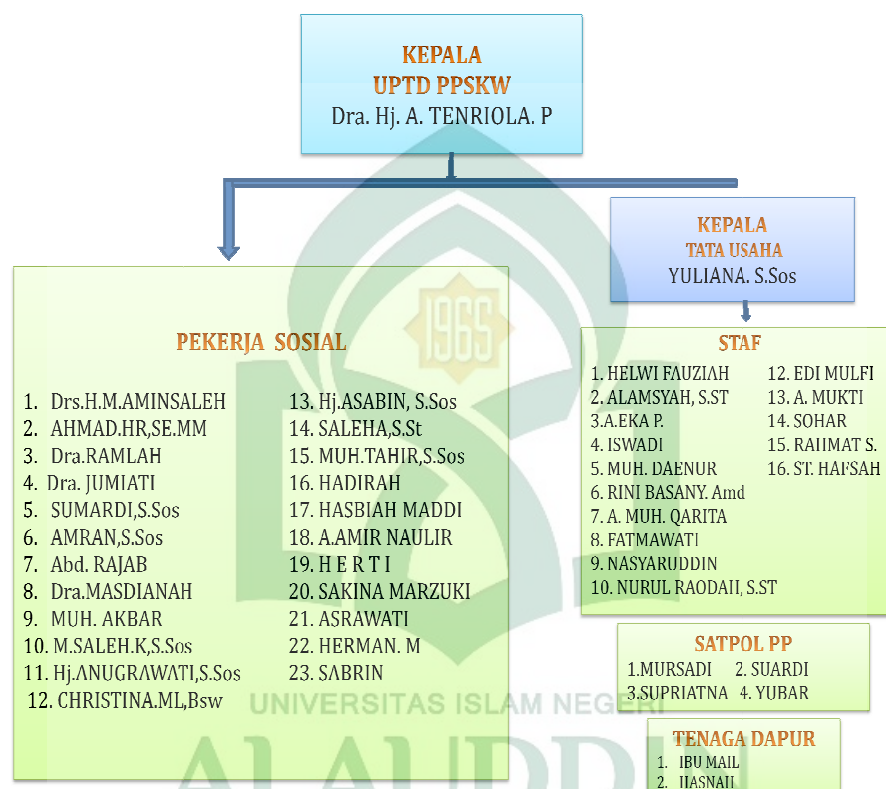 KEPALA
UPTD PPSKW
Dra. Hj. A. TENRIOLA. P
KEPALA
TATA USAHA
YULIANA. S.Sos
PEKERJA SOSIAL
1. Drs.H.M.AMINSALEH
2. AHMAD.HR,SE.MM
3. Dra.RAMLAH
4. Dra. JUMIATI
5. SUMARDI,S.Sos
6. AMRAN,S.Sos
7. Abd. RAJAB
8. Dra.MASDIANAH
9. MUH. AKBAR
10. M.SALEH.K,S.Sos
11. Hj.ANUGRAWATI,S.Sos
12. CHRISTINA.ML,Bsw
13. Hj.ASABIN, S.Sos
14. SALEHA,S.St
15. MUH.TAHIR,S.Sos
16. HADIRAH
17. HASBIAH MADDI
18. A.AMIR NAULIR
19. H E R T I
20. SAKINA MARZUKI
21. ASRAWATI
22. HERMAN. M
23. SABRIN
STAF
1. HELWI FAUZIAH
2. ALAMSYAH, S.ST
3.A.EKA P.
4. ISWADI
5. MUH. DAENUR
6. RINI BASANY. Amd
7. A. MUH. QARITA
8. FATMAWATI
9. NASYARUDDIN
10. NURUL RAODAH, S.ST
12. EDI MULFI
13. A. MUKTI
14. SOHAR
15. RAHMAT S.
16. ST. HAFSAH
SATPOL PP
1.MURSADI 2. SUARDI
3.SUPRIATNA 4. YUBAR
TENAGA DAPUR
1. IBU MAIL
2. HASNAH
1965
UNIVERSITAS ISLAM NEGERI
ALAUDDIN